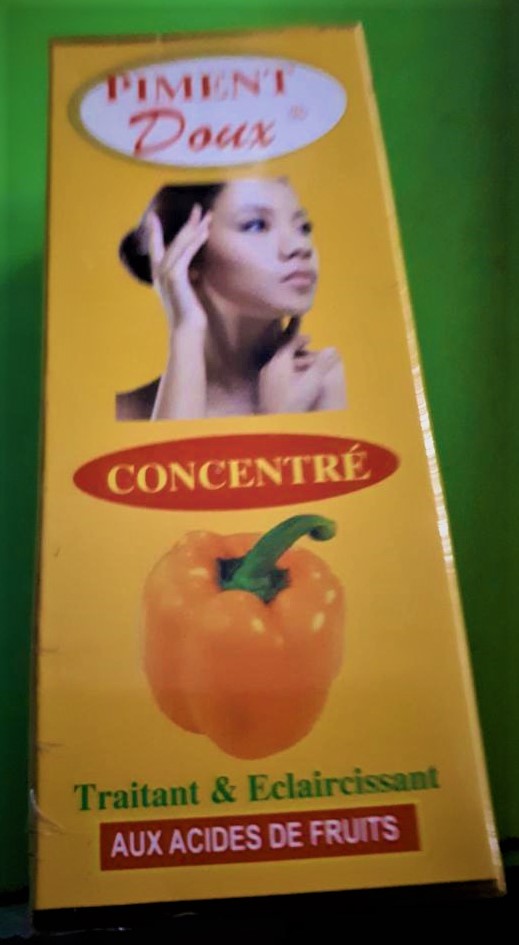 PIMENT
Doux ®
CONCENTRÉ
Traitant & Eclaircissant
AUX ACIDES DE FRUITS